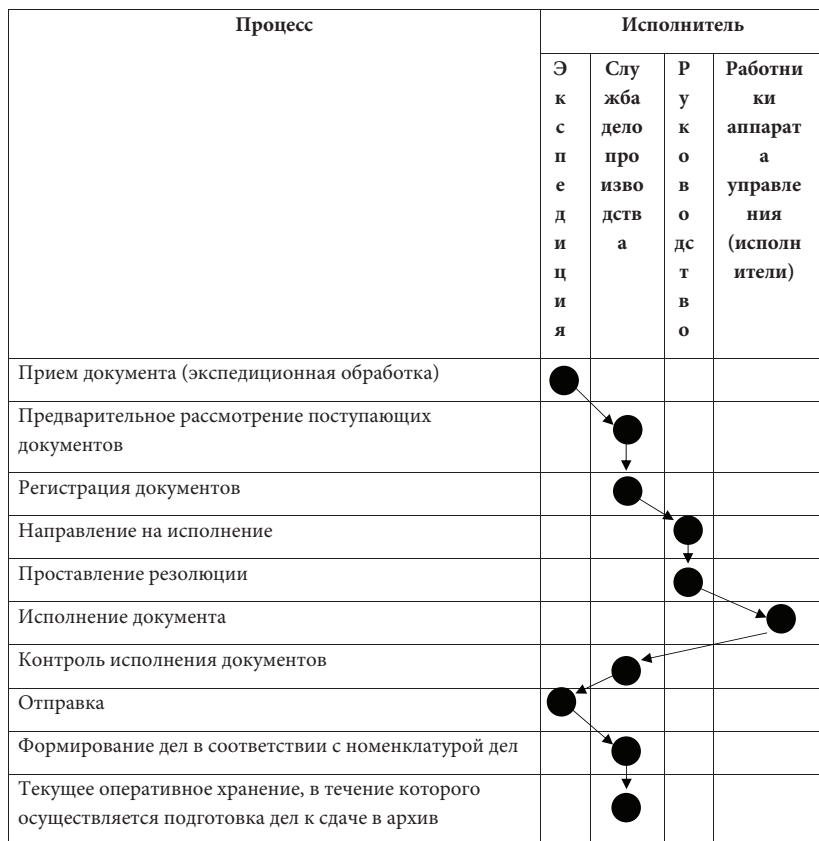 Процесс
Исполнитель
Э
к
с
п
е
д
и
ц
и
я
Слу
жба
дело
про
изво
дств
а
Р
у
к
о
в
о
дс
т
в
о
Работни
ки
аппарат
а
управле
ния
(исполн
ители)
Прием документа (экспедиционная обработка)
Предварительное рассмотрение поступающих
документов
Регистрация документов
Направление на исполнение
Проставление резолюции
Исполнение документа
Контроль исполнения документов
Отправка
Формирование дел в соответствии с номенклатурой дел
Текущее оперативное хранение, в течение которого
осуществляется подготовка дел к сдаче в архив